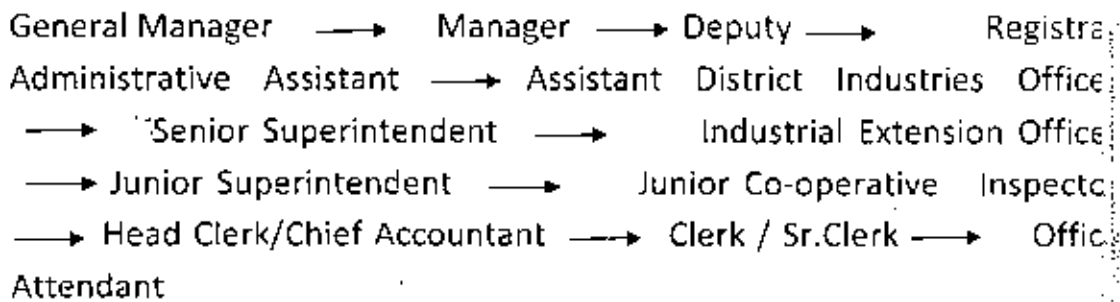 General Manager → Manager → Deputy → Registra
Administrative Assistant → Assistant District Industries Office
→ Senior Superintendent → Industrial Extension Office
→ Junior Superintendent → Junior Co-operative Inspecto
→ Head Clerk/Chief Accountant → Clerk / Sr.Clerk → Offic
Attendant